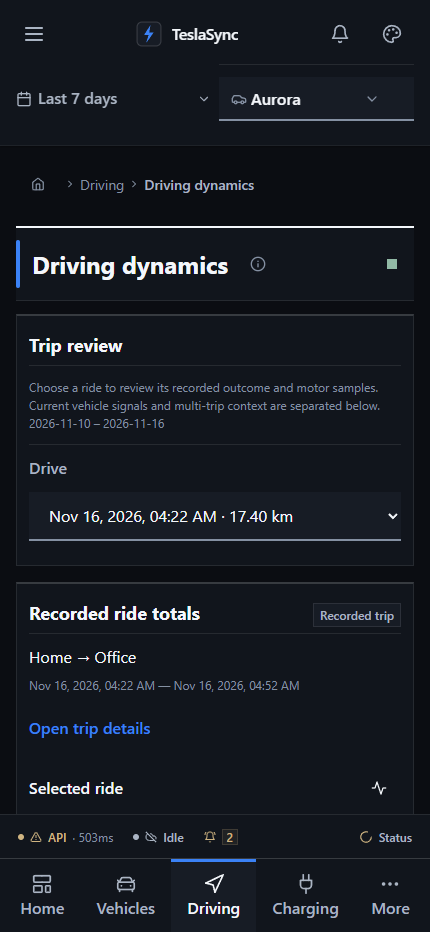 TeslaSync
Last 7 days
Aurora
Driving
Driving dynamics
Driving dynamics
Trip review
Choose a ride to review its recorded outcome and motor samples.
Current vehicle signals and multi-trip context are separated below.
2026-11-10 – 2026-11-16
Drive
Nov 16, 2026, 04:22 AM · 17.40 km
Recorded ride totals
Recorded trip
Home → Office
Nov 16, 2026, 04:22 AM — Nov 16, 2026, 04:52 AM
Open trip details
Selected ride
API · 503ms
Idle
2
Status
Home
Vehicles
Driving
Charging
More